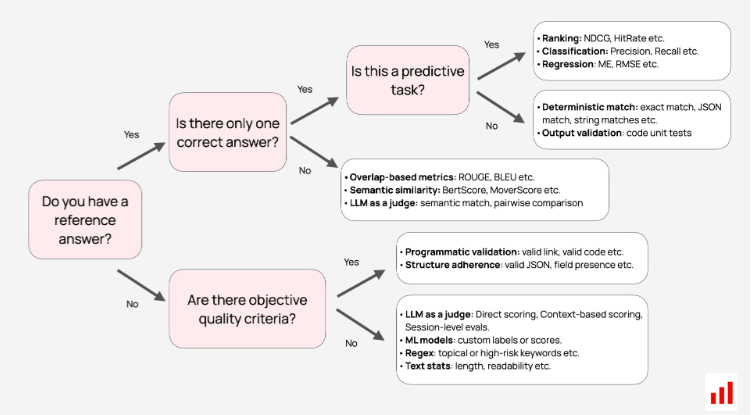 Do you have a
reference
answer?
Yes
No
Is there only one
correct answer?
Yes
No
Is this a predictive
task?
Yes
No
• Ranking: NDCG, HitRate etc.
• Classification: Precision, Recall etc.
• Regression: ME, RMSE etc.
• Deterministic match: exact match, JSON
match, string matches etc.
• Output validation: code unit tests
• Overlap-based metrics: ROUGE, BLEU etc.
• Semantic similarity: BertScore, MoverScore etc.
• LLM as a judge: semantic match, pairwise comparison
Are there objective
quality criteria?
Yes
No
• Programmatic validation: valid link, valid code etc.
• Structure adherence: valid JSON, field presence etc.
• LLM as a judge: Direct scoring, Context-based scoring,
Session-level evals.
• ML models: custom labels or scores.
• Regex: topical or high-risk keywords etc.
• Text stats: length, readability etc.